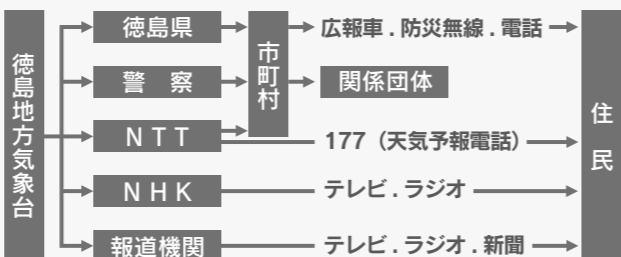 徳島地方気象台
徳島県
警 察
N T T
N H K
報道機関
市町村
広報車 . 防災無線 . 電話
関係団体
177（天気予報電話）
テレビ . ラジオ
テレビ . ラジオ . 新聞
住 民